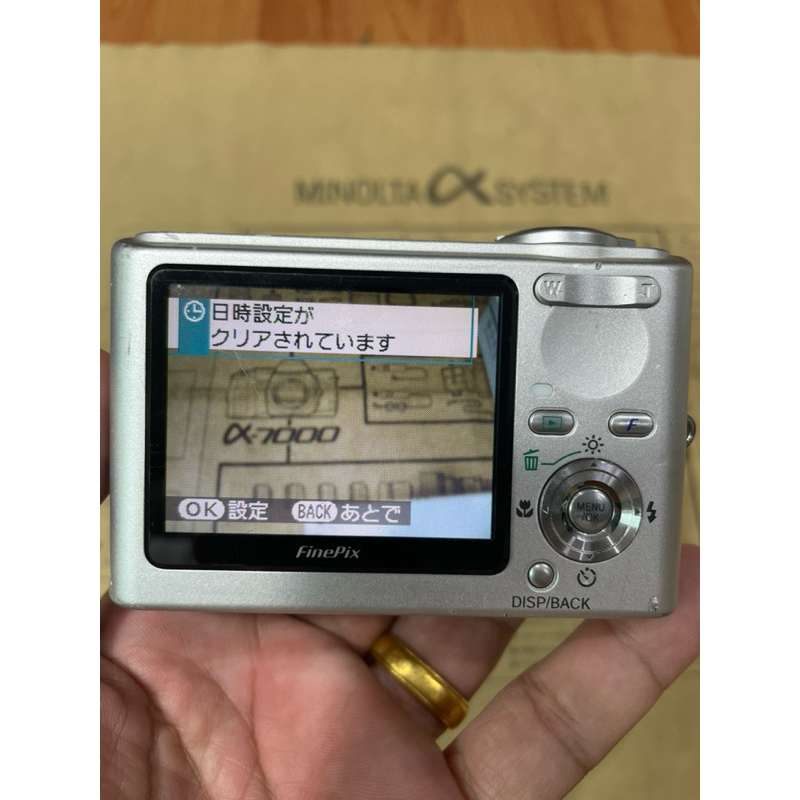 MINOLTA α SYSTEM
W T
日時設定が
クリアされています
α-7000
OK 設定 BACK あとで
F
MENU
/OK
FinePix
DISP/BACK